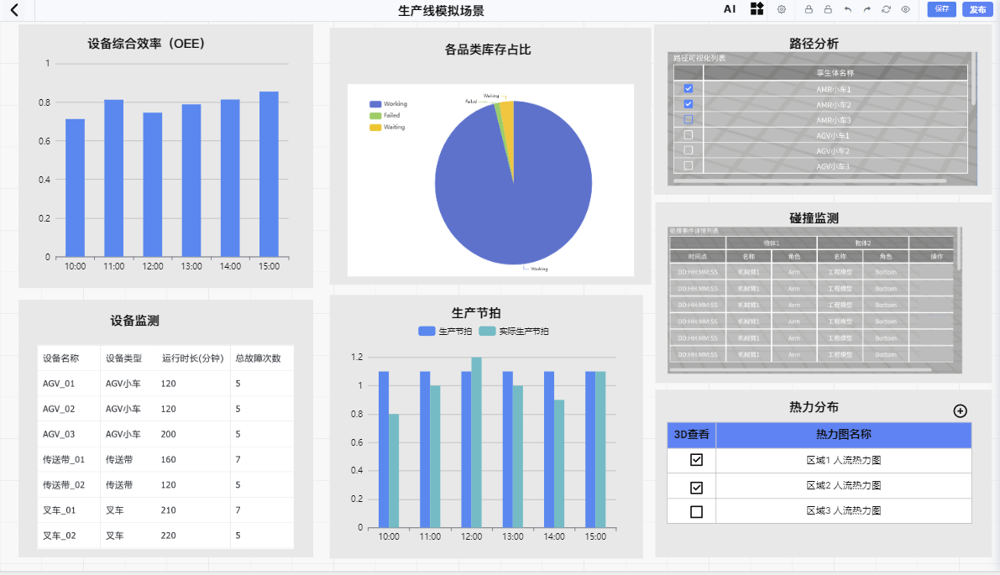 生产线模拟场景
AI
保存
发布
设备综合效率（OEE）
1
0.8
0.6
0.4
0.2
0
10:00 11:00 12:00 13:00 14:00 15:00
各品类库存占比
Working
Failed
Waiting
Waiting
Failed
Working
路径分析
路径可视化列表
孪生体名称
AMR小车1
AMR小车2
AMR小车3
AGV小车1
AGV小车2
AGV小车3
碰撞监测
碰撞事件详情列表
物体1 物体2
时间点 名称 角色 名称 角色 操作
DD:HH:MM:SS 机械臂1 Arm 工程模型 Bottom
DD:HH:MM:SS 机械臂1 Arm 工程模型 Bottom
DD:HH:MM:SS 机械臂1 Arm 工程模型 Bottom
DD:HH:MM:SS 机械臂1 Arm 工程模型 Bottom
DD:HH:MM:SS 机械臂1 Arm 工程模型 Bottom
DD:HH:MM:SS 机械臂1 Arm 工程模型 Bottom
设备监测
设备名称 设备类型 运行时长(分钟) 总故障次数
AGV_01 AGV小车 120 5
AGV_02 AGV小车 120 5
AGV_03 AGV小车 200 5
传送带_01 传送带 160 7
传送带_02 传送带 120 5
叉车_01 叉车 210 7
叉车_02 叉车 220 5
生产节拍
生产节拍 实际生产节拍
1.2
1
0.8
0.6
0.4
0.2
0
10:00 11:00 12:00 13:00 14:00 15:00
热力分布
3D查看 热力图名称
区域1 人流热力图
区域2 人流热力图
区域3 人流热力图